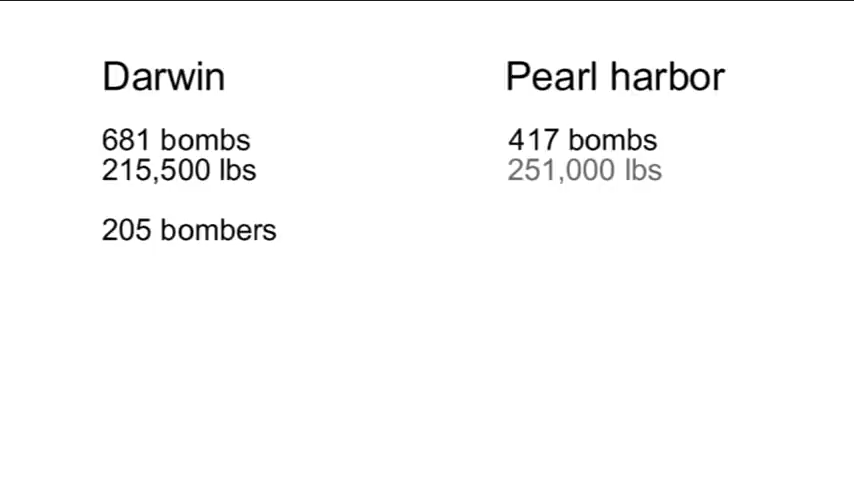 Darwin
681 bombs
215,500 lbs
205 bombers
Pearl harbor
417 bombs
251,000 lbs